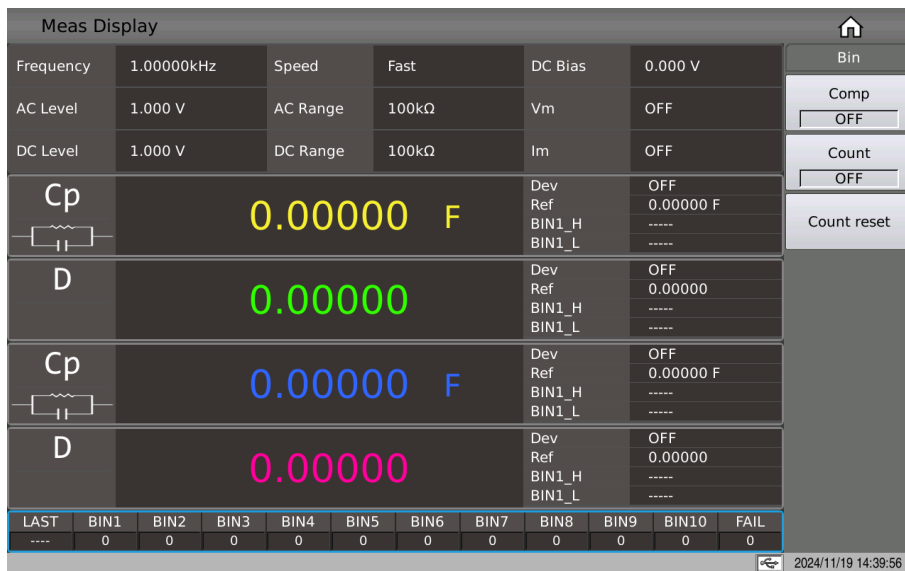 Meas Display
Frequency 1.00000kHz Speed Fast DC Bias 0.000 V
AC Level 1.000 V AC Range 100kΩ Vm OFF
DC Level 1.000 V DC Range 100kΩ Im OFF
Bin
Comp
OFF
Count
OFF
Count reset
Cp
0.00000 F
Dev OFF
Ref 0.00000 F
BIN1_H -----
BIN1_L -----
D
0.00000
Dev OFF
Ref 0.00000
BIN1_H -----
BIN1_L -----
Cp
0.00000 F
Dev OFF
Ref 0.00000 F
BIN1_H -----
BIN1_L -----
D
0.00000
Dev OFF
Ref 0.00000
BIN1_H -----
BIN1_L -----
LAST BIN1 BIN2 BIN3 BIN4 BIN5 BIN6 BIN7 BIN8 BIN9 BIN10 FAIL
---- 0 0 0 0 0 0 0 0 0 0 0
2024/11/19 14:39:56